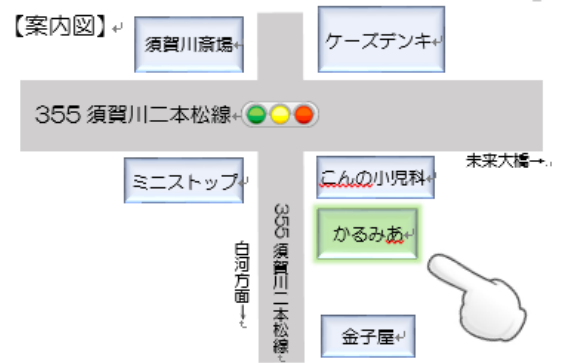 【案内図】
須賀川斎場
ケーズデンキ
355 須賀川二本松線
未来大橋→
ミニストップ
こんの小児科
かるみあ
355 須賀川二本松線
白河方面↓
金子屋